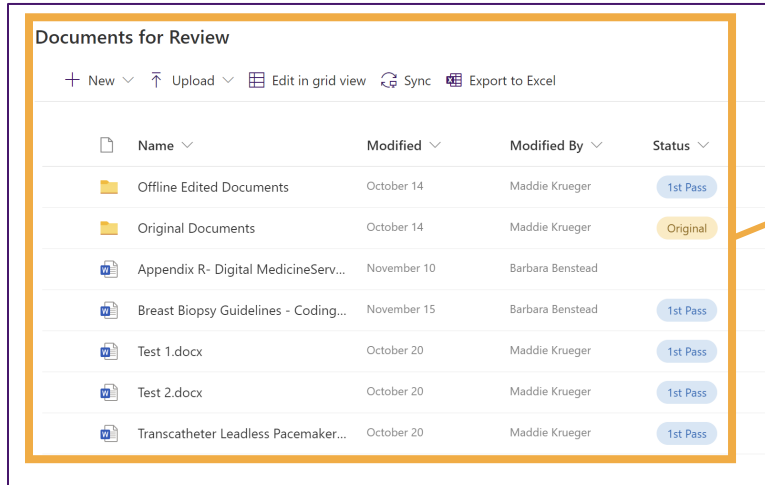 Documents for Review
New Upload Edit in grid view Sync Export to Excel
Name Modified Modified By Status
Offline Edited Documents October 14 Maddie Krueger 1st Pass
Original Documents October 14 Maddie Krueger Original
Appendix R- Digital MedicineServ... November 10 Barbara Benstead
Breast Biopsy Guidelines - Coding... November 15 Barbara Benstead 1st Pass
Test 1.docx October 20 Maddie Krueger 1st Pass
Test 2.docx October 20 Maddie Krueger 1st Pass
Transcatheter Leadless Pacemaker... October 20 Maddie Krueger 1st Pass